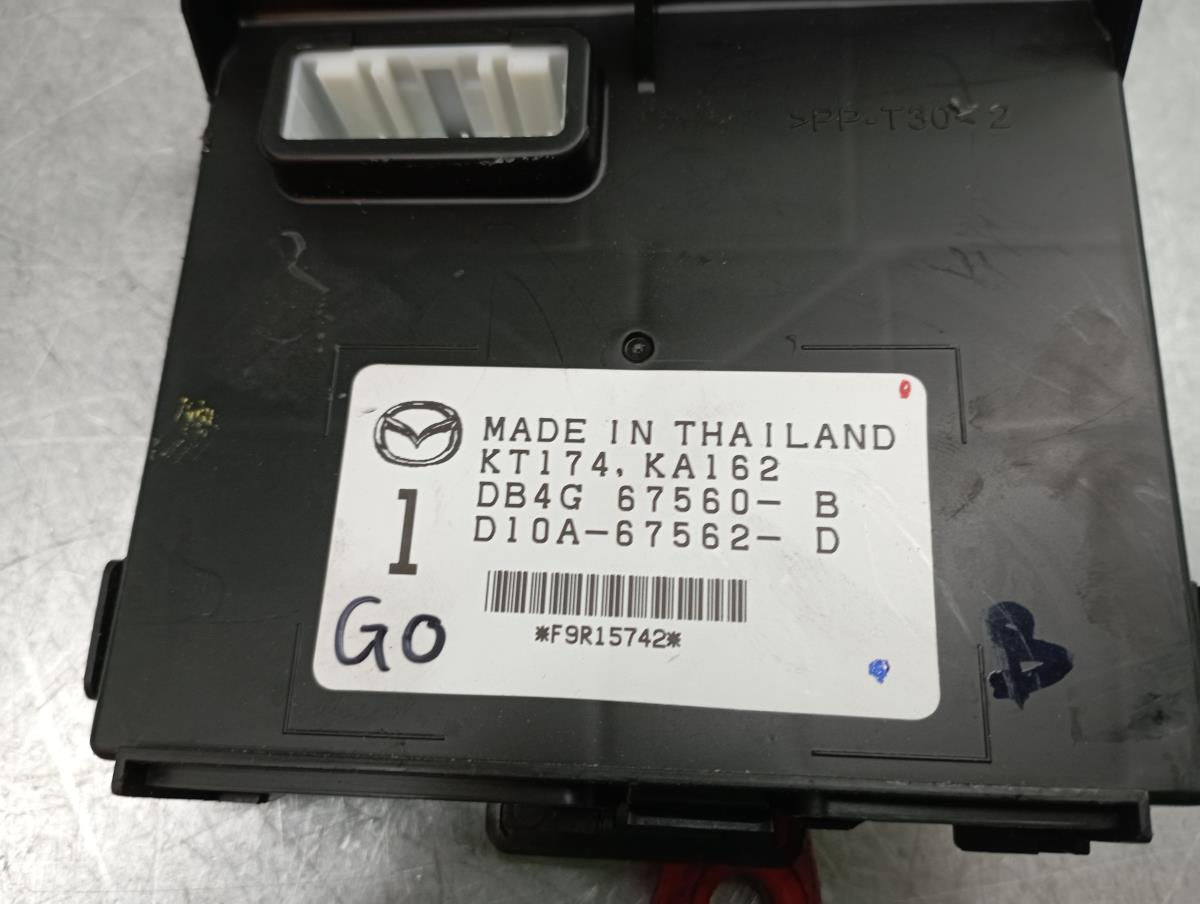 >PP-T30< 2
MADE IN THAILAND
KT174, KA162
DB4G 67560- B
D10A-67562- D
1
*F9R15742*
Go
B